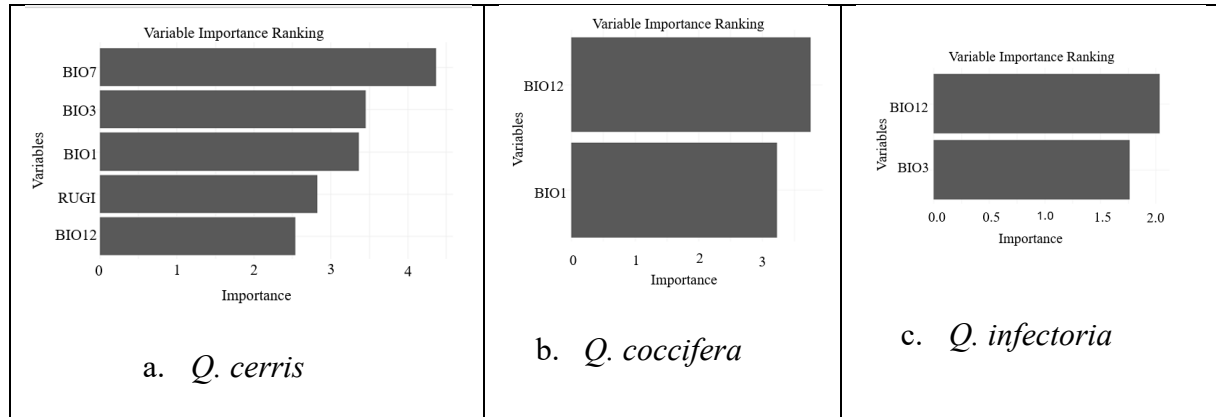 Variable Importance Ranking
BIO7
BIO3
BIO1
RUGI
BIO12
Variables
0 1 2 3 4
Importance
a. Q. cerris
Variable Importance Ranking
BIO12
BIO1
Variables
0 1 2 3
Importance
b. Q. coccifera
Variable Importance Ranking
BIO12
BIO3
Variables
0.0 0.5 1.0 1.5 2.0
Importance
c. Q. infectoria